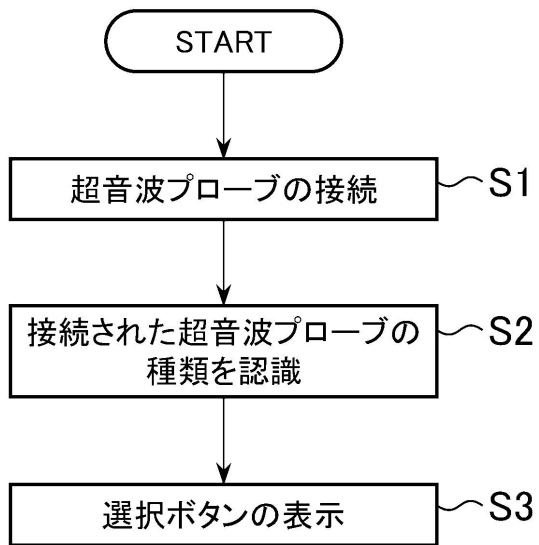 START
超音波プローブの接続
S1
接続された超音波プローブの
種類を認識
S2
選択ボタンの表示
S3